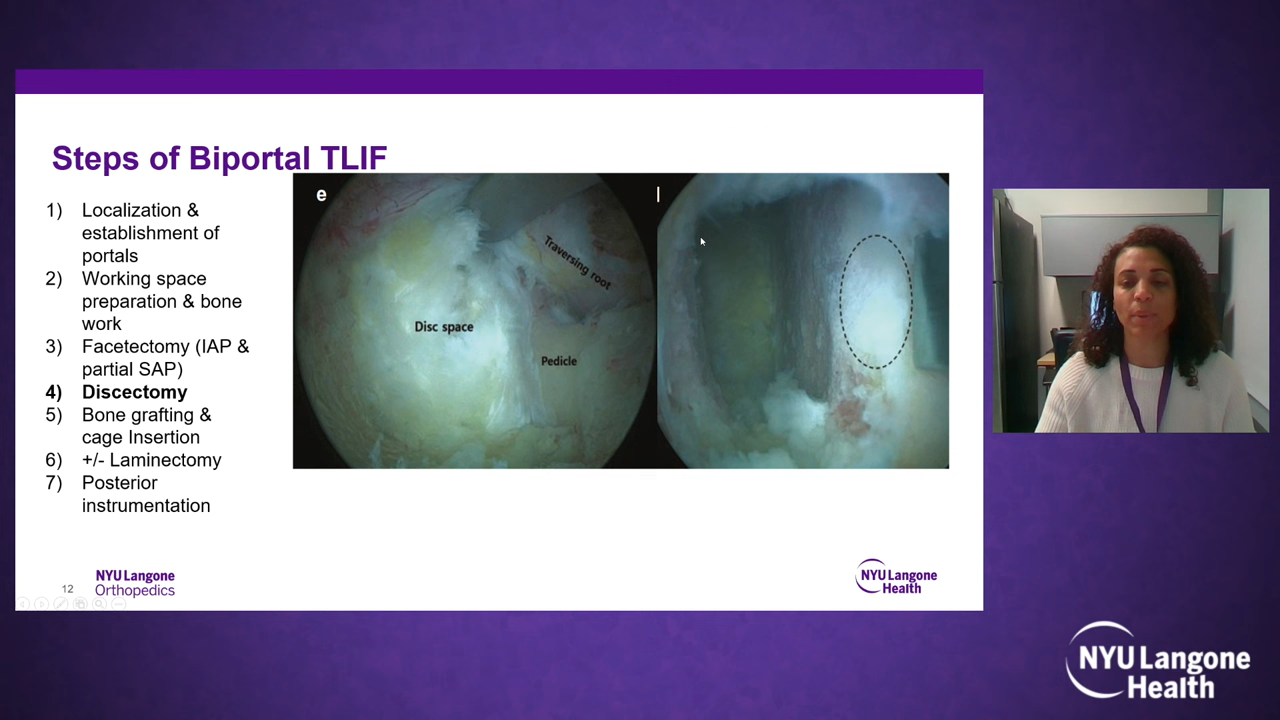 Steps of Biportal TLIF
1) Localization &
establishment of
portals
2) Working space
preparation & bone
work
3) Facetectomy (IAP &
partial SAP)
4) Discectomy
5) Bone grafting &
cage Insertion
6) +/- Laminectomy
7) Posterior
instrumentation
e
Traversing root
Disc space
Pedicle
l
12
NYU Langone
Orthopedics
NYU Langone
Health
NYU Langone
Health